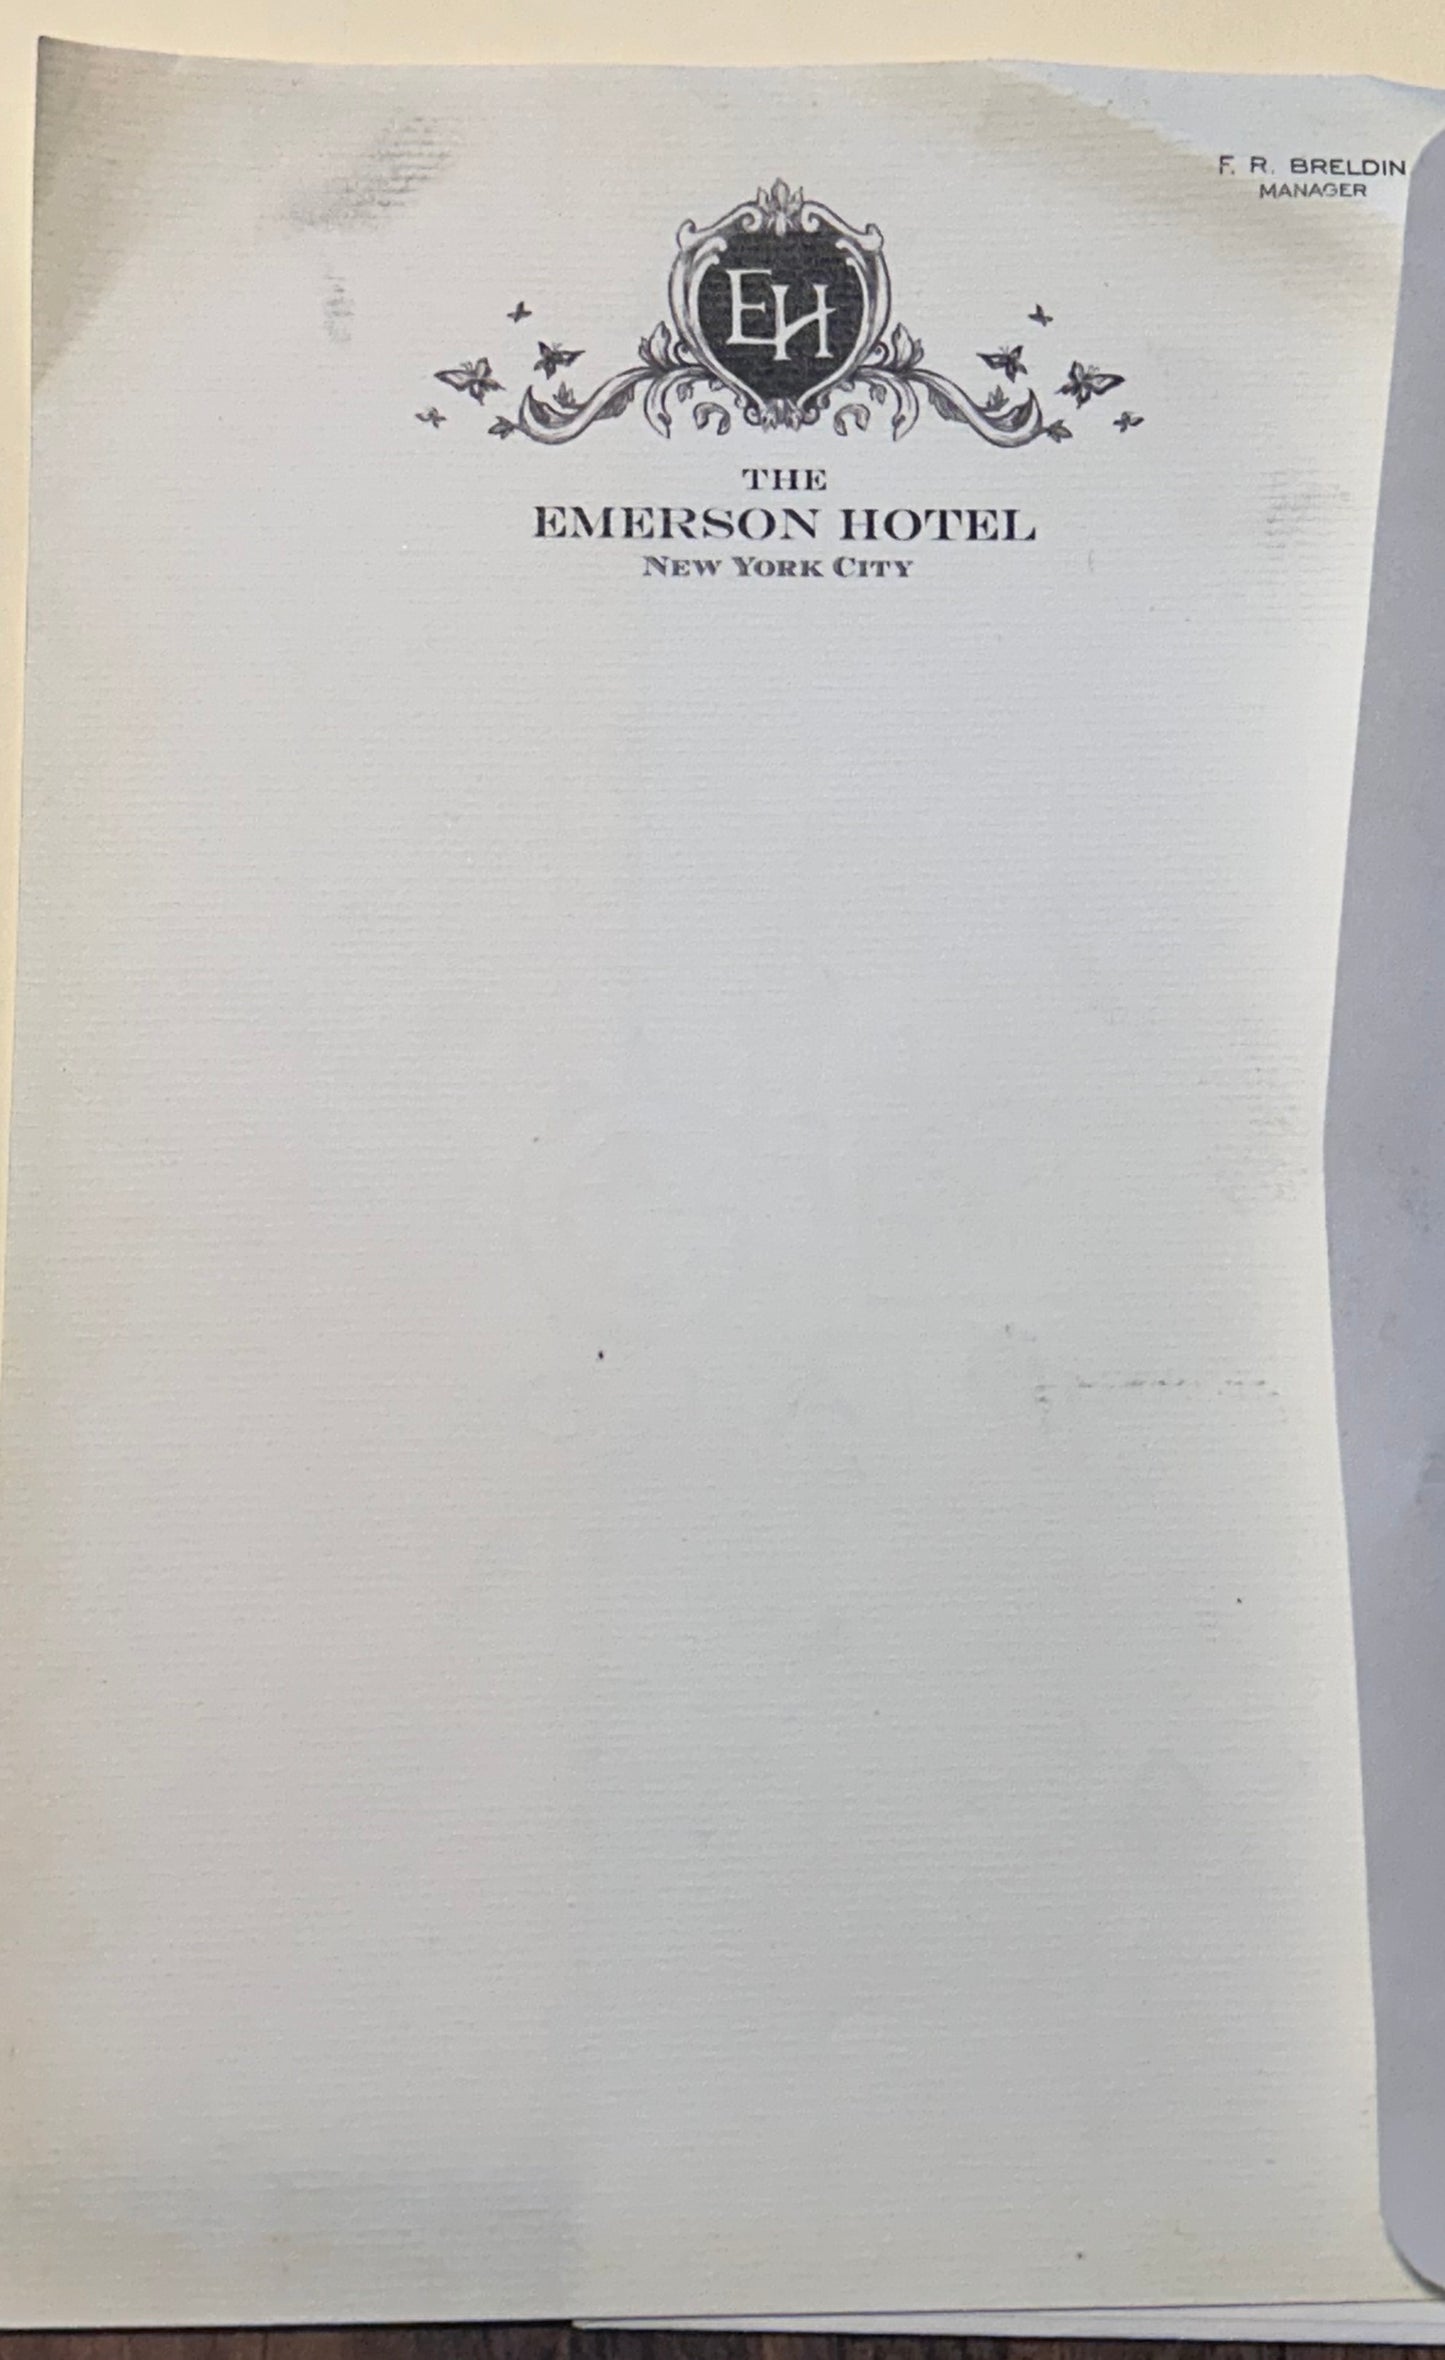 F. R. BRELDIN
MANAGER
EH
THE
EMERSON HOTEL
NEW YORK CITY